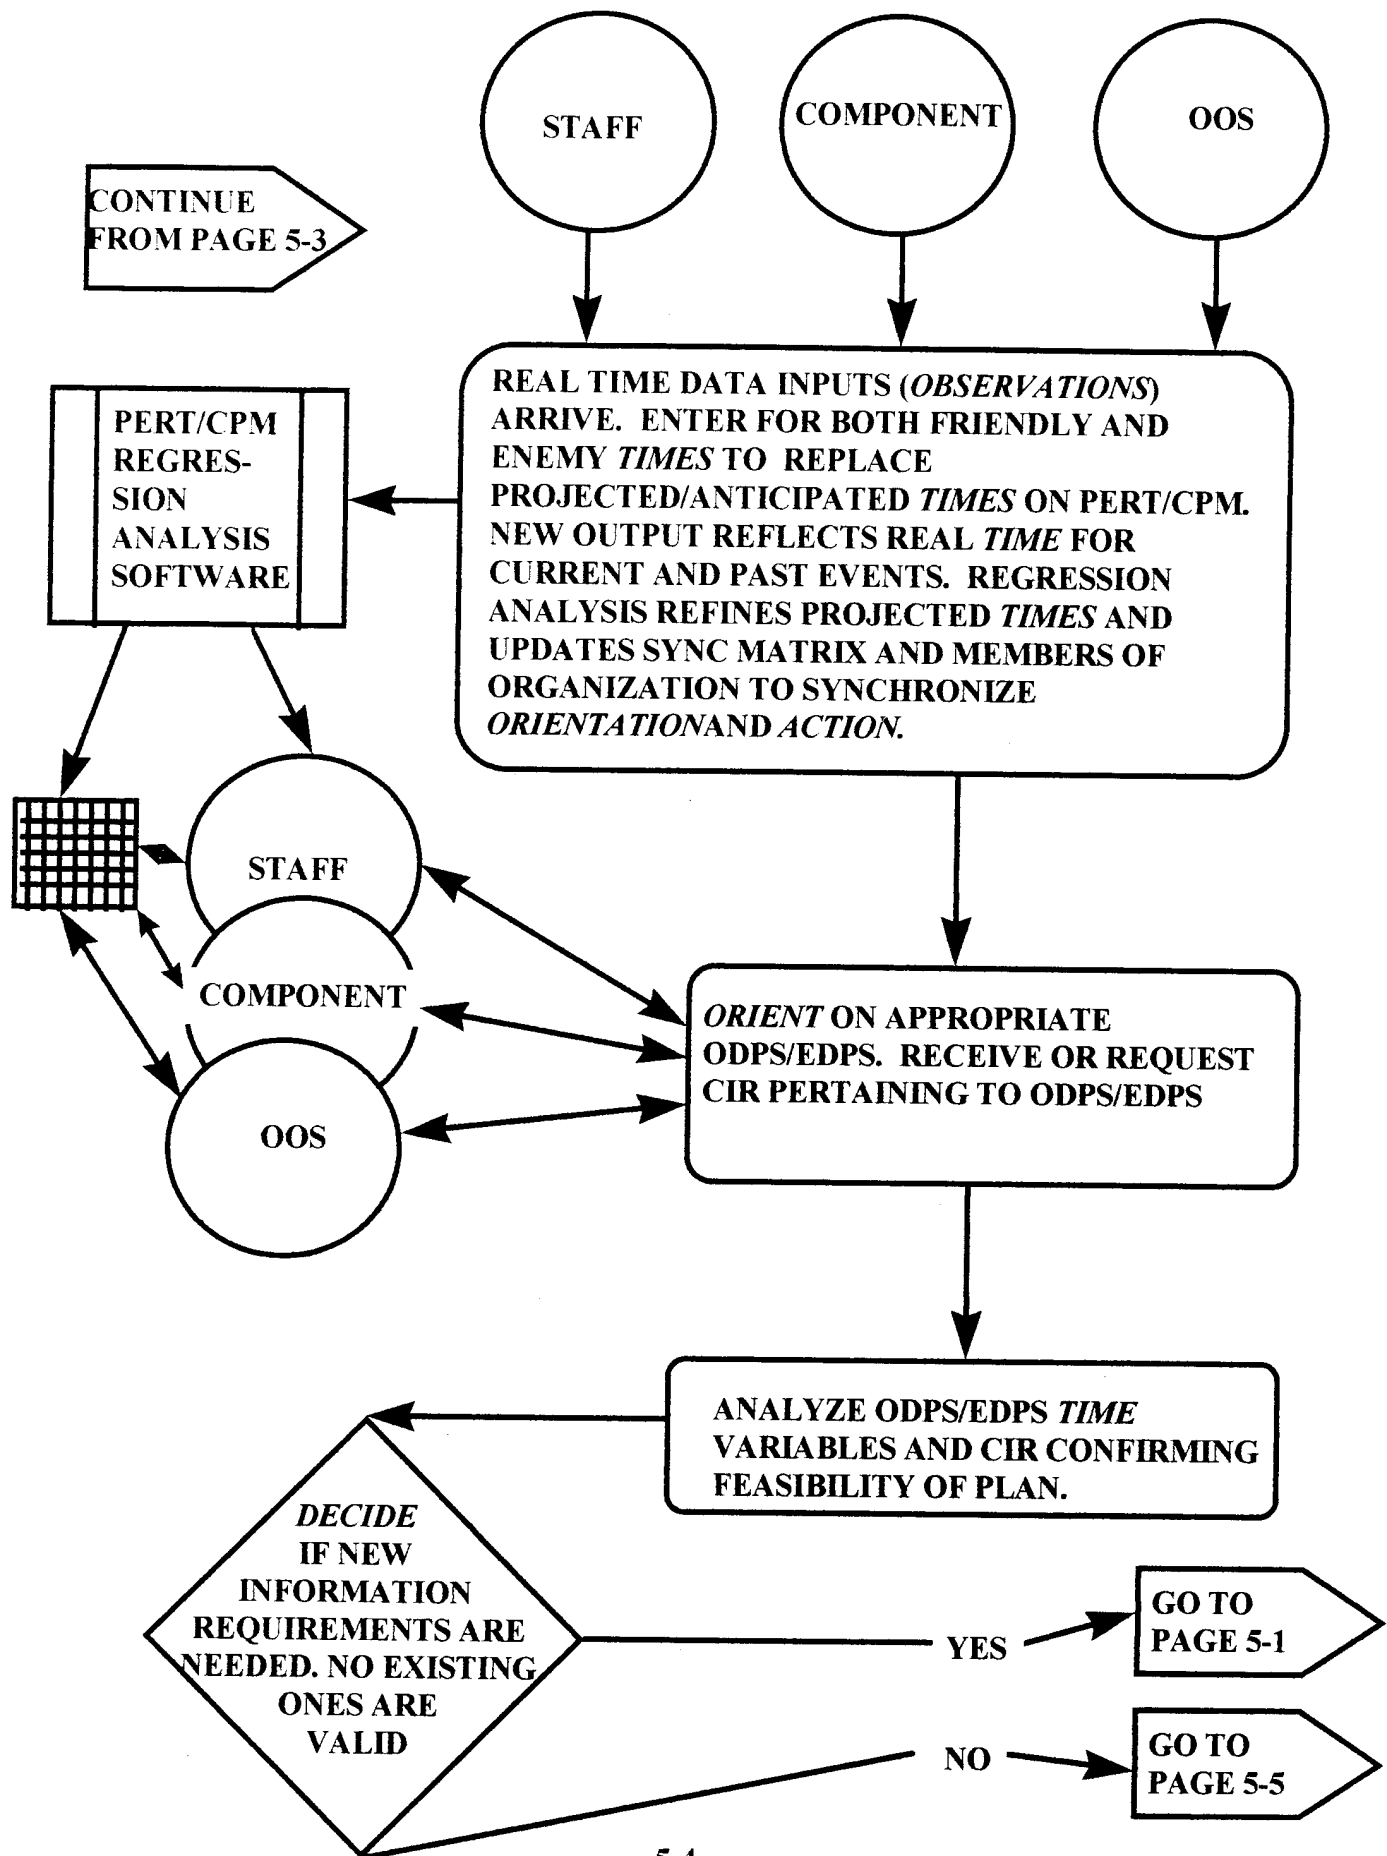 STAFF
COMPONENT
OOS
CONTINUE
FROM PAGE 5-3
REAL TIME DATA INPUTS (OBSERVATIONS)
ARRIVE. ENTER FOR BOTH FRIENDLY AND
ENEMY TIMES TO REPLACE
PROJECTED/ANTICIPATED TIMES ON PERT/CPM.
NEW OUTPUT REFLECTS REAL TIME FOR
CURRENT AND PAST EVENTS. REGRESSION
ANALYSIS REFINES PROJECTED TIMES AND
UPDATES SYNC MATRIX AND MEMBERS OF
ORGANIZATION TO SYNCHRONIZE
ORIENTATIONAND ACTION.
PERT/CPM
REGRES-
SION
ANALYSIS
SOFTWARE
STAFF
COMPONENT
OOS
ORIENT ON APPROPRIATE
ODPS/EDPS. RECEIVE OR REQUEST
CIR PERTAINING TO ODPS/EDPS
ANALYZE ODPS/EDPS TIME
VARIABLES AND CIR CONFIRMING
FEASIBILITY OF PLAN.
DECIDE
IF NEW
INFORMATION
REQUIREMENTS ARE
NEEDED. NO EXISTING
ONES ARE
VALID
YES
GO TO
PAGE 5-1
NO
GO TO
PAGE 5-5
5-4